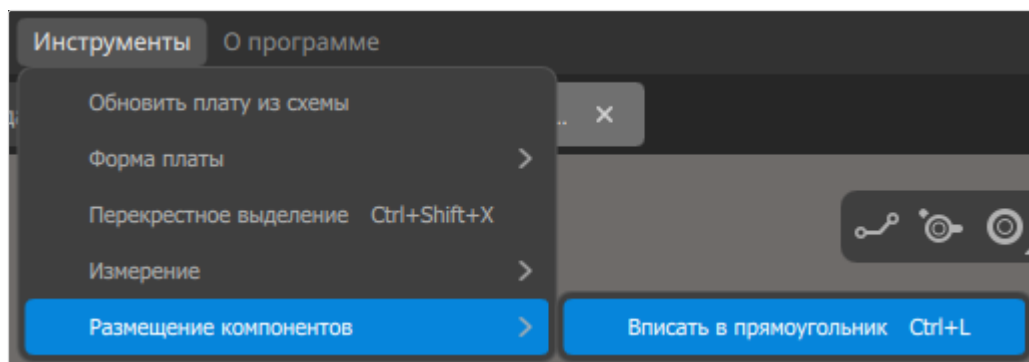 Инструменты О программе
Обновить плату из схемы
.. ×
Форма платы
Перекрестное выделение Ctrl+Shift+X
Измерение
Размещение компонентов
Вписать в прямоугольник Ctrl+L